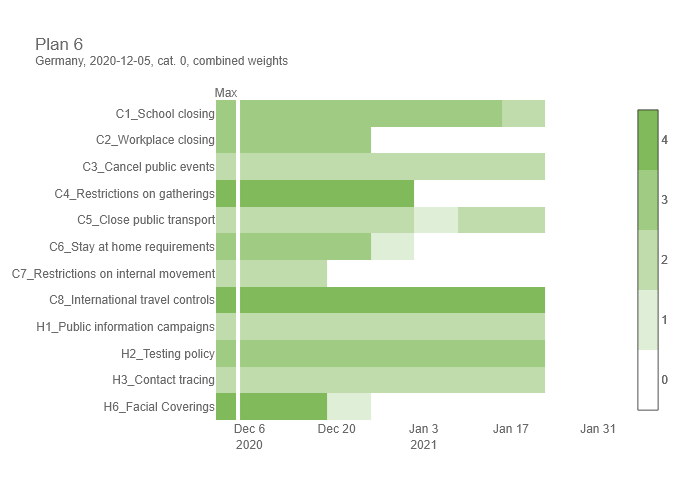 Plan 6
Germany, 2020-12-05, cat. 0, combined weights
Max
C1_School closing
C2_Workplace closing
C3_Cancel public events
C4_Restrictions on gatherings
C5_Close public transport
C6_Stay at home requirements
C7_Restrictions on internal movement
C8_International travel controls
H1_Public information campaigns
H2_Testing policy
H3_Contact tracing
H6_Facial Coverings
Dec 6 Dec 20 Jan 3 Jan 17 Jan 31
2020 2021
4
3
2
1
0